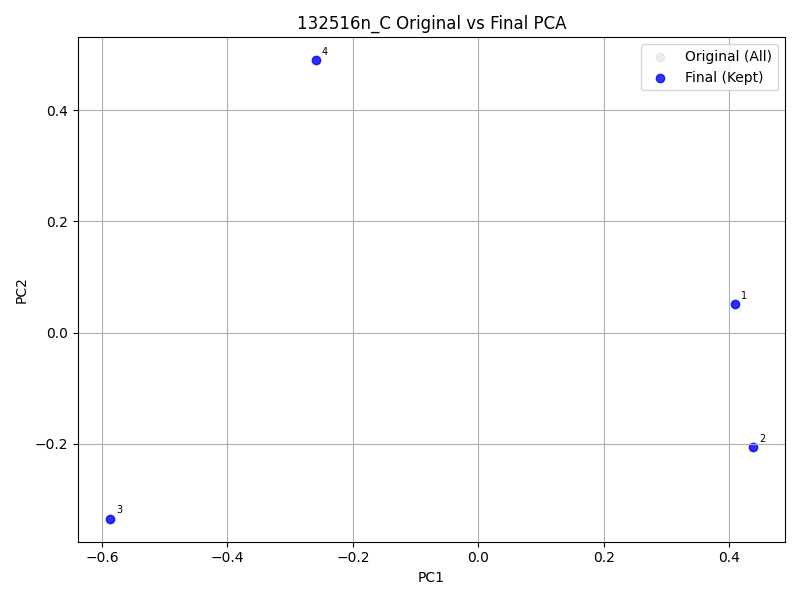 132516n_C Original vs Final PCA
Original (All)
Final (Kept)
4
1
2
3
PC2
0.4
0.2
0.0
−0.2
−0.6
−0.4
−0.2
0.0
0.2
0.4
PC1